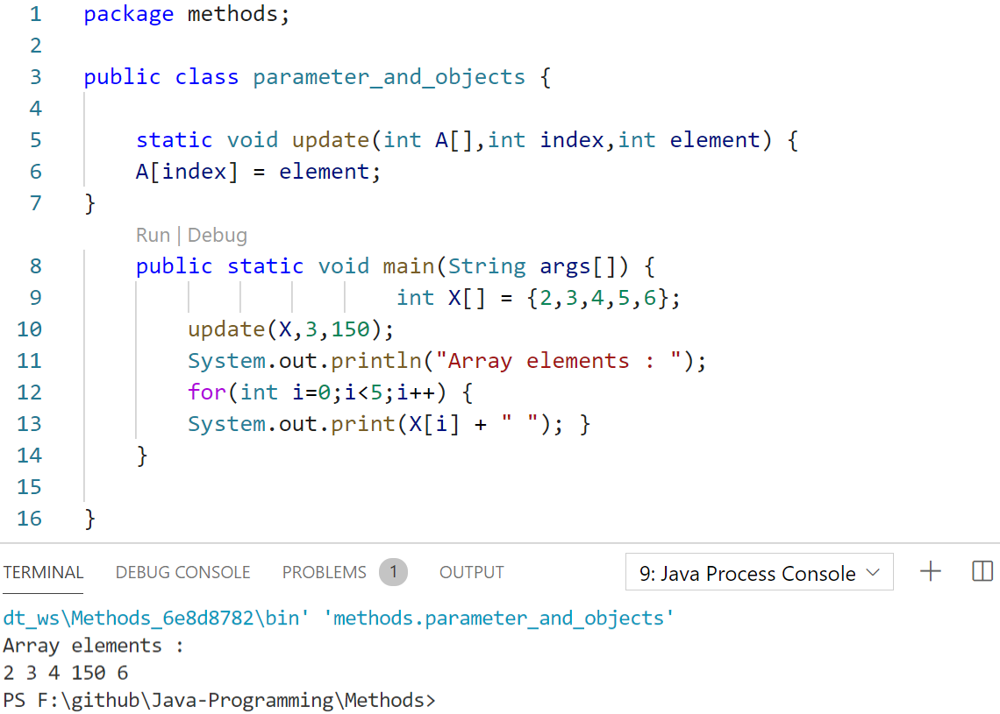 1 package methods;
2
3 public class parameter_and_objects {
4
5 static void update(int A[],int index,int element) {
6 A[index] = element;
7 }
Run | Debug
8 public static void main(String args[]) {
9 int X[] = {2,3,4,5,6};
10 update(X,3,150);
11 System.out.println("Array elements : ");
12 for(int i=0;i<5;i++) {
13 System.out.print(X[i] + " "); }
14 }
15
16 }
TERMINAL DEBUG CONSOLE PROBLEMS 1 OUTPUT 9: Java Process Console
dt_ws\Methods_6e8d8782\bin' 'methods.parameter_and_objects'
Array elements :
2 3 4 150 6
PS F:\github\Java-Programming\Methods>